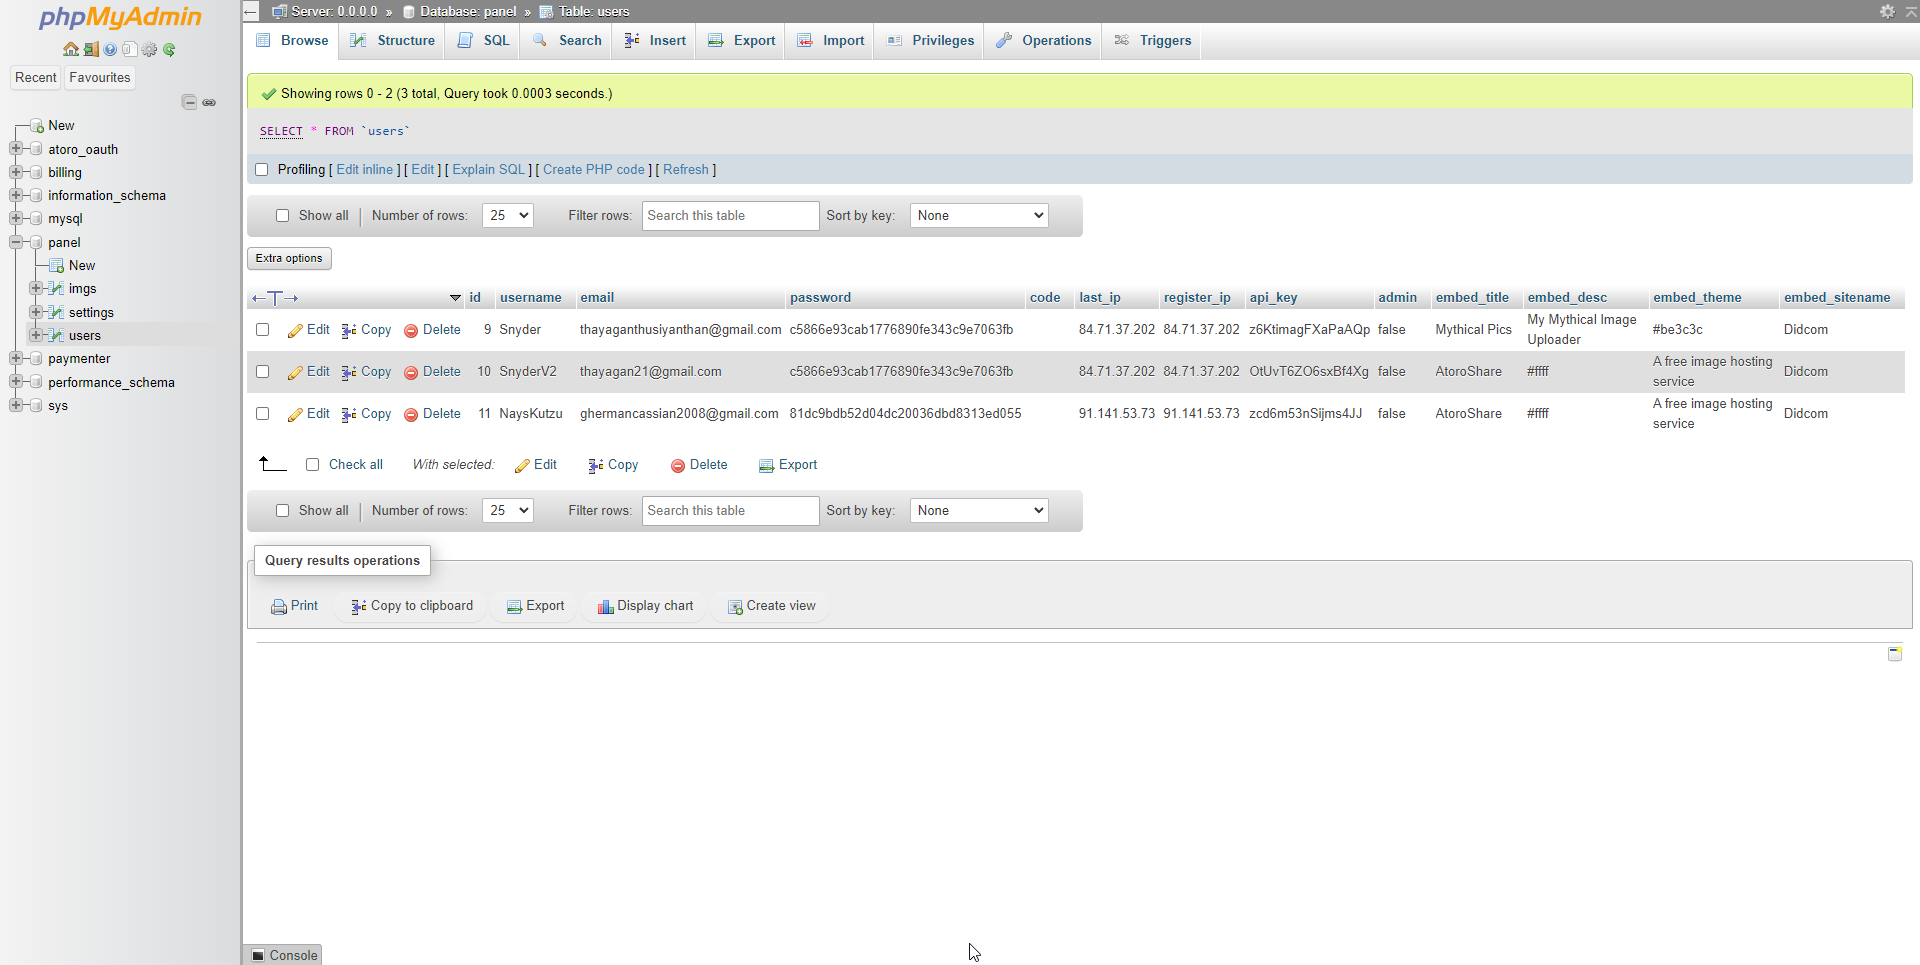 phpMyAdmin
Recent Favourites
New
atoro_oauth
billing
information_schema
mysql
panel
New
imgs
settings
users
paymenter
performance_schema
sys
Server: 0.0.0.0 » Database: panel » Table: users
Browse Structure SQL Search Insert Export Import Privileges Operations Triggers
Showing rows 0 - 2 (3 total, Query took 0.0003 seconds.)
SELECT * FROM `users`
Profiling [ Edit inline ] [ Edit ] [ Explain SQL ] [ Create PHP code ] [ Refresh ]
Show all Number of rows: 25 Filter rows: Search this table Sort by key: None
Extra options
id username email password code last_ip register_ip api_key admin embed_title embed_desc embed_theme embed_sitename
Edit Copy Delete 9 Snyder thayaganthusiyanthan@gmail.com c5866e93cab1776890fe343c9e7063fb 84.71.37.202 84.71.37.202 z6KtimagFXaPaAQp false Mythical Pics My Mythical Image Uploader #be3c3c Didcom
Edit Copy Delete 10 SnyderV2 thayagan21@gmail.com c5866e93cab1776890fe343c9e7063fb 84.71.37.202 84.71.37.202 OtUvT6ZO6sxBf4Xg false AtoroShare #ffff A free image hosting service Didcom
Edit Copy Delete 11 NaysKutzu ghermancassian2008@gmail.com 81dc9bdb52d04dc20036dbd8313ed055 91.141.53.73 91.141.53.73 zcd6m53nSijms4JJ false AtoroShare #ffff A free image hosting service Didcom
Check all With selected: Edit Copy Delete Export
Show all Number of rows: 25 Filter rows: Search this table Sort by key: None
Query results operations
Print Copy to clipboard Export Display chart Create view
Console